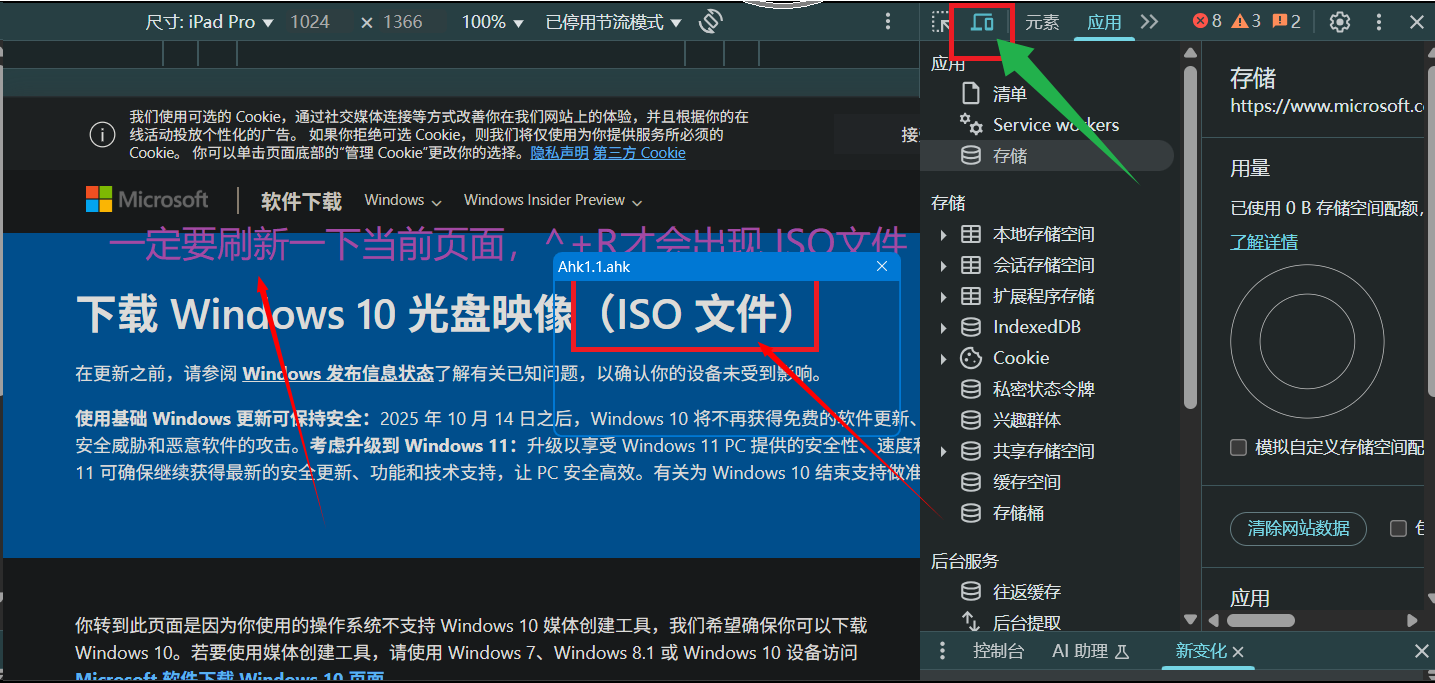 尺寸: iPad Pro ▼ 1024 × 1366 100% ▼ 已停用节流模式 ▼
元素 应用 8 3 2
我们使用可选的 Cookie，通过社交媒体连接等方式改善你在我们网站上的体验，并且根据你的在
线活动投放个性化的广告。 如果你拒绝可选 Cookie，则我们将仅使用为你提供服务所必须的
Cookie。 你可以单击页面底部的“管理 Cookie”更改你的选择。隐私声明 第三方 Cookie
Microsoft 软件下载 Windows Windows Insider Preview
一定要刷新一下当前页面，^+R才会出现 ISO文件
Ahk1.1.ahk
下载 Windows 10 光盘映像（ISO 文件）
在更新之前，请参阅 Windows 发布信息状态了解有关已知问题，以确认你的设备未受到影响。
使用基础 Windows 更新可保持安全：2025 年 10 月 14 日之后，Windows 10 将不再获得免费的软件更新、
安全威胁和恶意软件的攻击。考虑升级到 Windows 11：升级以享受 Windows 11 PC 提供的安全性、速度和
11 可确保继续获得最新的安全更新、功能和技术支持，让 PC 安全高效。有关为 Windows 10 结束支持做准
你转到此页面是因为你使用的操作系统不支持 Windows 10 媒体创建工具，我们希望确保你可以下载
Windows 10。若要使用媒体创建工具，请使用 Windows 7、Windows 8.1 或 Windows 10 设备访问
Microsoft 软件下载 Windows 10 页面
应用
清单
Service workers
存储
存储
本地存储空间
会话存储空间
扩展程序存储
IndexedDB
Cookie
私密状态令牌
兴趣群体
共享存储空间
缓存空间
存储桶
后台服务
往返缓存
后台提取
存储
https://www.microsoft.c
用量
已使用 0 B 存储空间配额,
了解详情
模拟自定义存储空间配
清除网站数据
应用
控制台 AI 助理 新变化